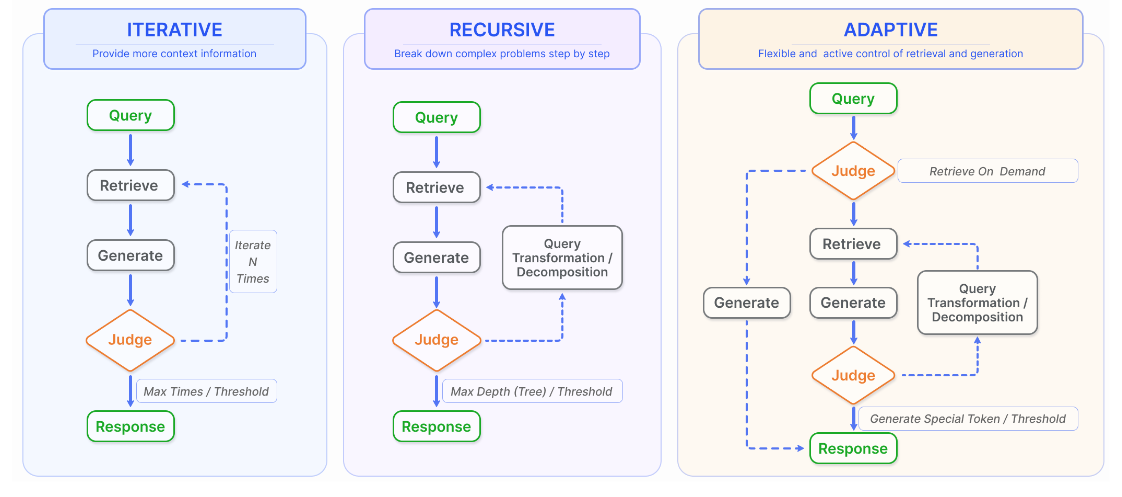 ITERATIVE
Provide more context information
Query
Retrieve
Generate
Iterate
N
Times
Judge
Max Times / Threshold
Response
RECURSIVE
Break down complex problems step by step
Query
Retrieve
Generate
Query
Transformation /
Decomposition
Judge
Max Depth (Tree) / Threshold
Response
ADAPTIVE
Flexible and active control of retrieval and generation
Query
Judge
Retrieve On Demand
Retrieve
Generate
Generate
Query
Transformation /
Decomposition
Judge
Generate Special Token / Threshold
Response